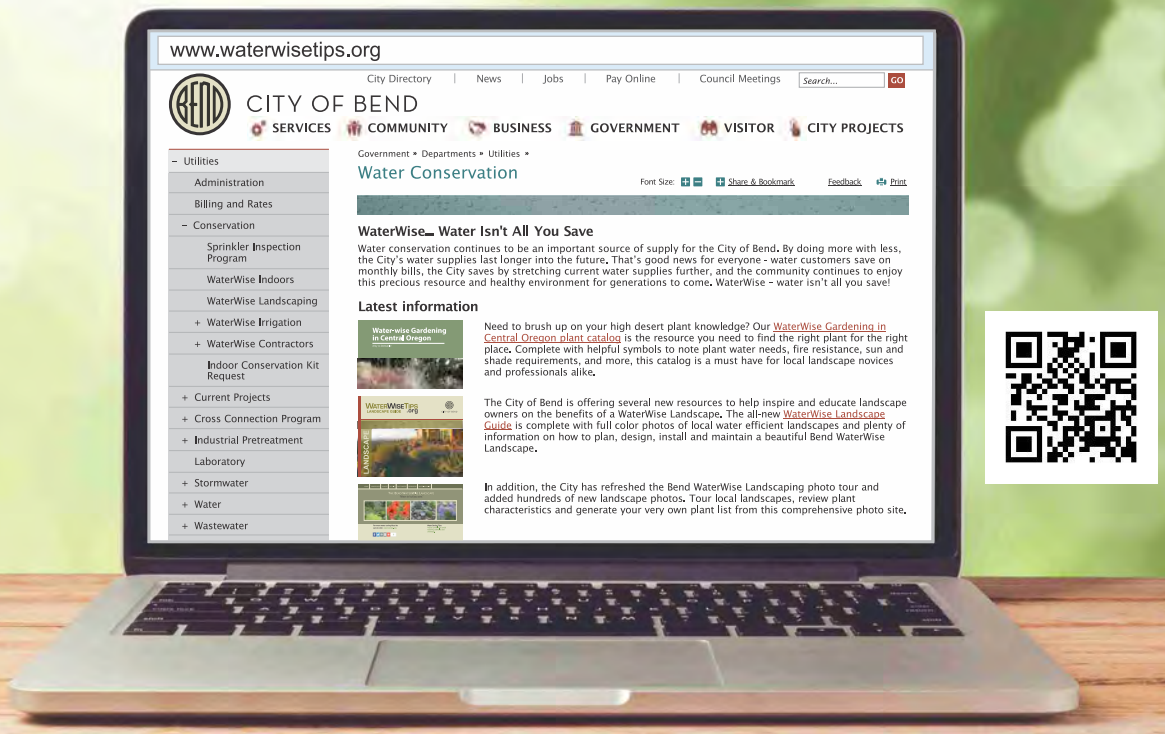 www.waterwisetips.org
City Directory | News | Jobs | Pay Online | Council Meetings Search... GO
BEND
CITY OF BEND
SERVICES COMMUNITY BUSINESS GOVERNMENT VISITOR CITY PROJECTS
– Utilities
Administration
Billing and Rates
– Conservation
Sprinkler Inspection
Program
WaterWise Indoors
WaterWise Landscaping
+ WaterWise Irrigation
+ WaterWise Contractors
Indoor Conservation Kit
Request
+ Current Projects
+ Cross Connection Program
+ Industrial Pretreatment
Laboratory
+ Stormwater
+ Water
+ Wastewater
Government » Departments » Utilities »
Water Conservation
Font Size: + – + Share & Bookmark Feedback Print
WaterWise... Water Isn't All You Save
Water conservation continues to be an important source of supply for the City of Bend. By doing more with less,
the City's water supplies last longer into the future. That's good news for everyone - water customers save on
monthly bills, the City saves by stretching current water supplies further, and the community continues to enjoy
this precious resource and healthy environment for generations to come. WaterWise – water isn't all you save!
Latest information
Water-wise Gardening
in Central Oregon
Need to brush up on your high desert plant knowledge? Our WaterWise Gardening in
Central Oregon plant catalog is the resource you need to find the right plant for the right
place. Complete with helpful symbols to note plant water needs, fire resistance, sun and
shade requirements, and more, this catalog is a must have for local landscape novices
and professionals alike.
WATERWISETIPS
.org
LANDSCAPE GUIDE
LANDSCAPE
The City of Bend is offering several new resources to help inspire and educate landscape
owners on the benefits of a WaterWise Landscape. The all-new WaterWise Landscape
Guide is complete with full color photos of local water efficient landscapes and plenty of
information on how to plan, design, install and maintain a beautiful Bend WaterWise
Landscape.
In addition, the City has refreshed the Bend WaterWise Landscaping photo tour and
added hundreds of new landscape photos. Tour local landscapes, review plant
characteristics and generate your very own plant list from this comprehensive photo site.